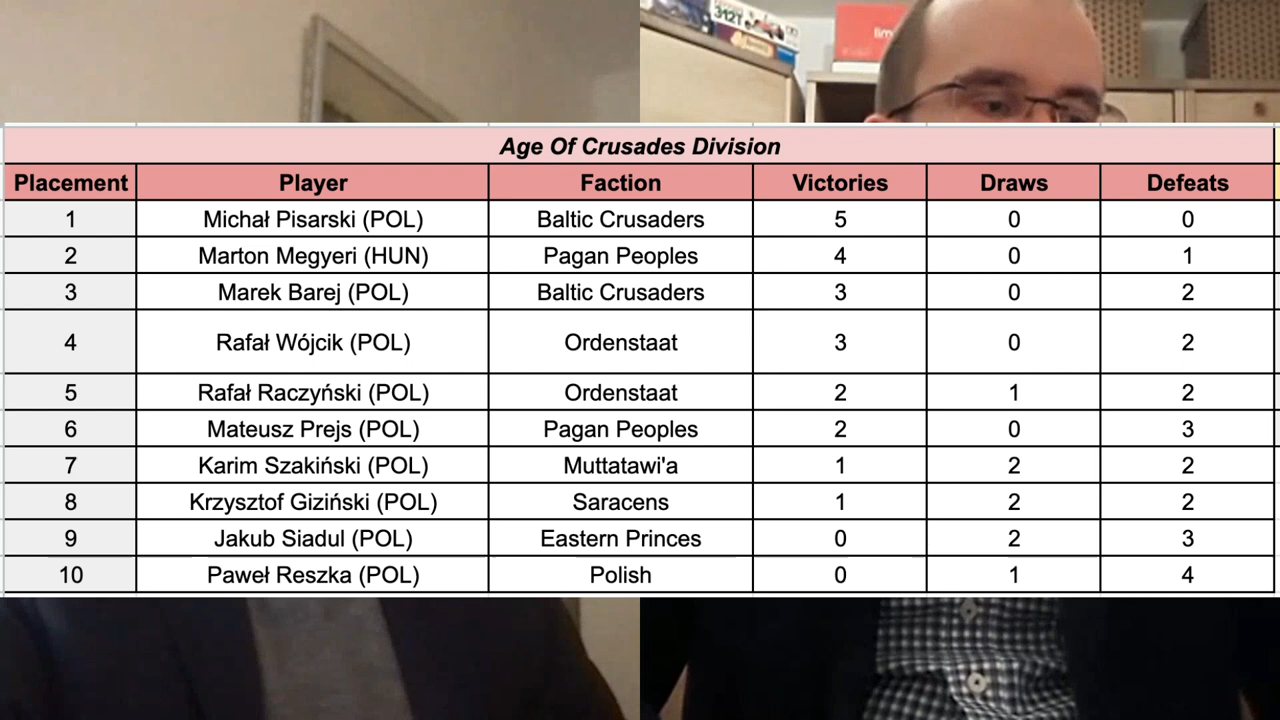 312T
lim
Age Of Crusades Division
Placement Player Faction Victories Draws Defeats
1 Michał Pisarski (POL) Baltic Crusaders 5 0 0
2 Marton Megyeri (HUN) Pagan Peoples 4 0 1
3 Marek Barej (POL) Baltic Crusaders 3 0 2
4 Rafał Wójcik (POL) Ordenstaat 3 0 2
5 Rafał Raczyński (POL) Ordenstaat 2 1 2
6 Mateusz Prejs (POL) Pagan Peoples 2 0 3
7 Karim Szakiński (POL) Muttatawi'a 1 2 2
8 Krzysztof Giziński (POL) Saracens 1 2 2
9 Jakub Siadul (POL) Eastern Princes 0 2 3
10 Paweł Reszka (POL) Polish 0 1 4